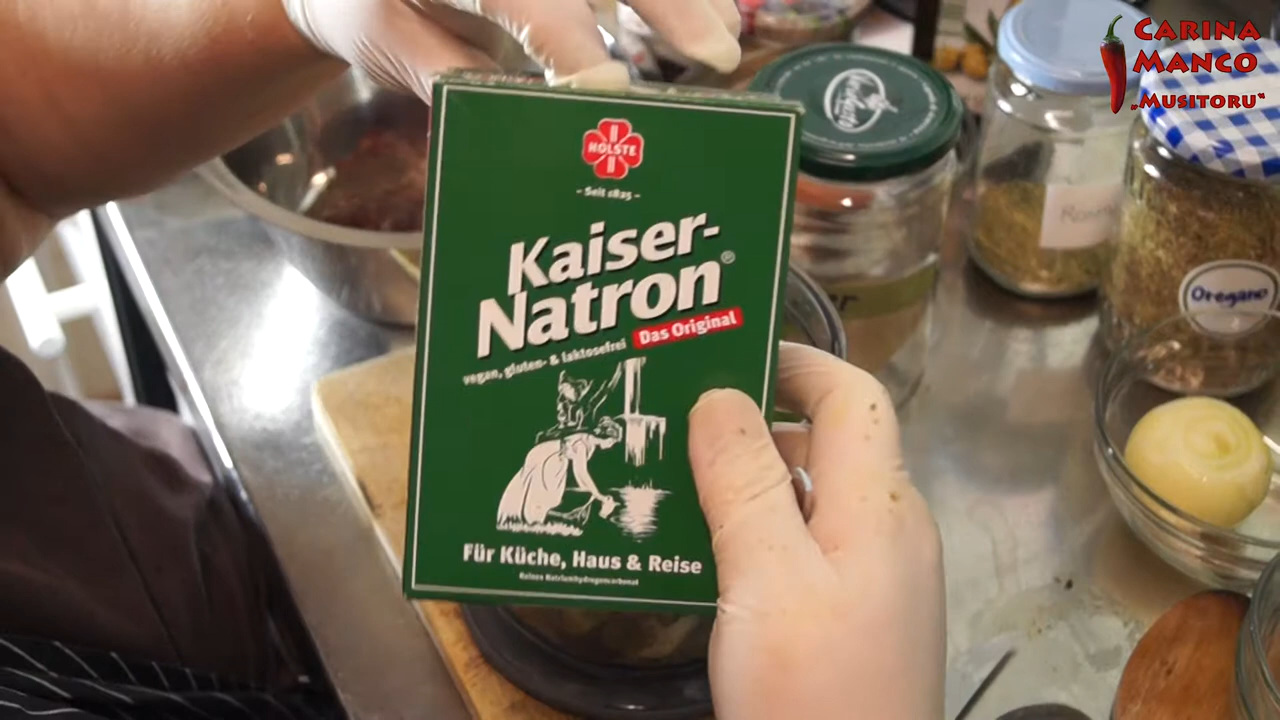 CARINA
MANCO
„MUSITORU“
HOLSTE
– Seit 1825 –
Kaiser-
Natron®
Das Original
vegan, gluten- & laktosefrei
Für Küche, Haus & Reise
Reines Natriumhydrogencarbonat
Oregano